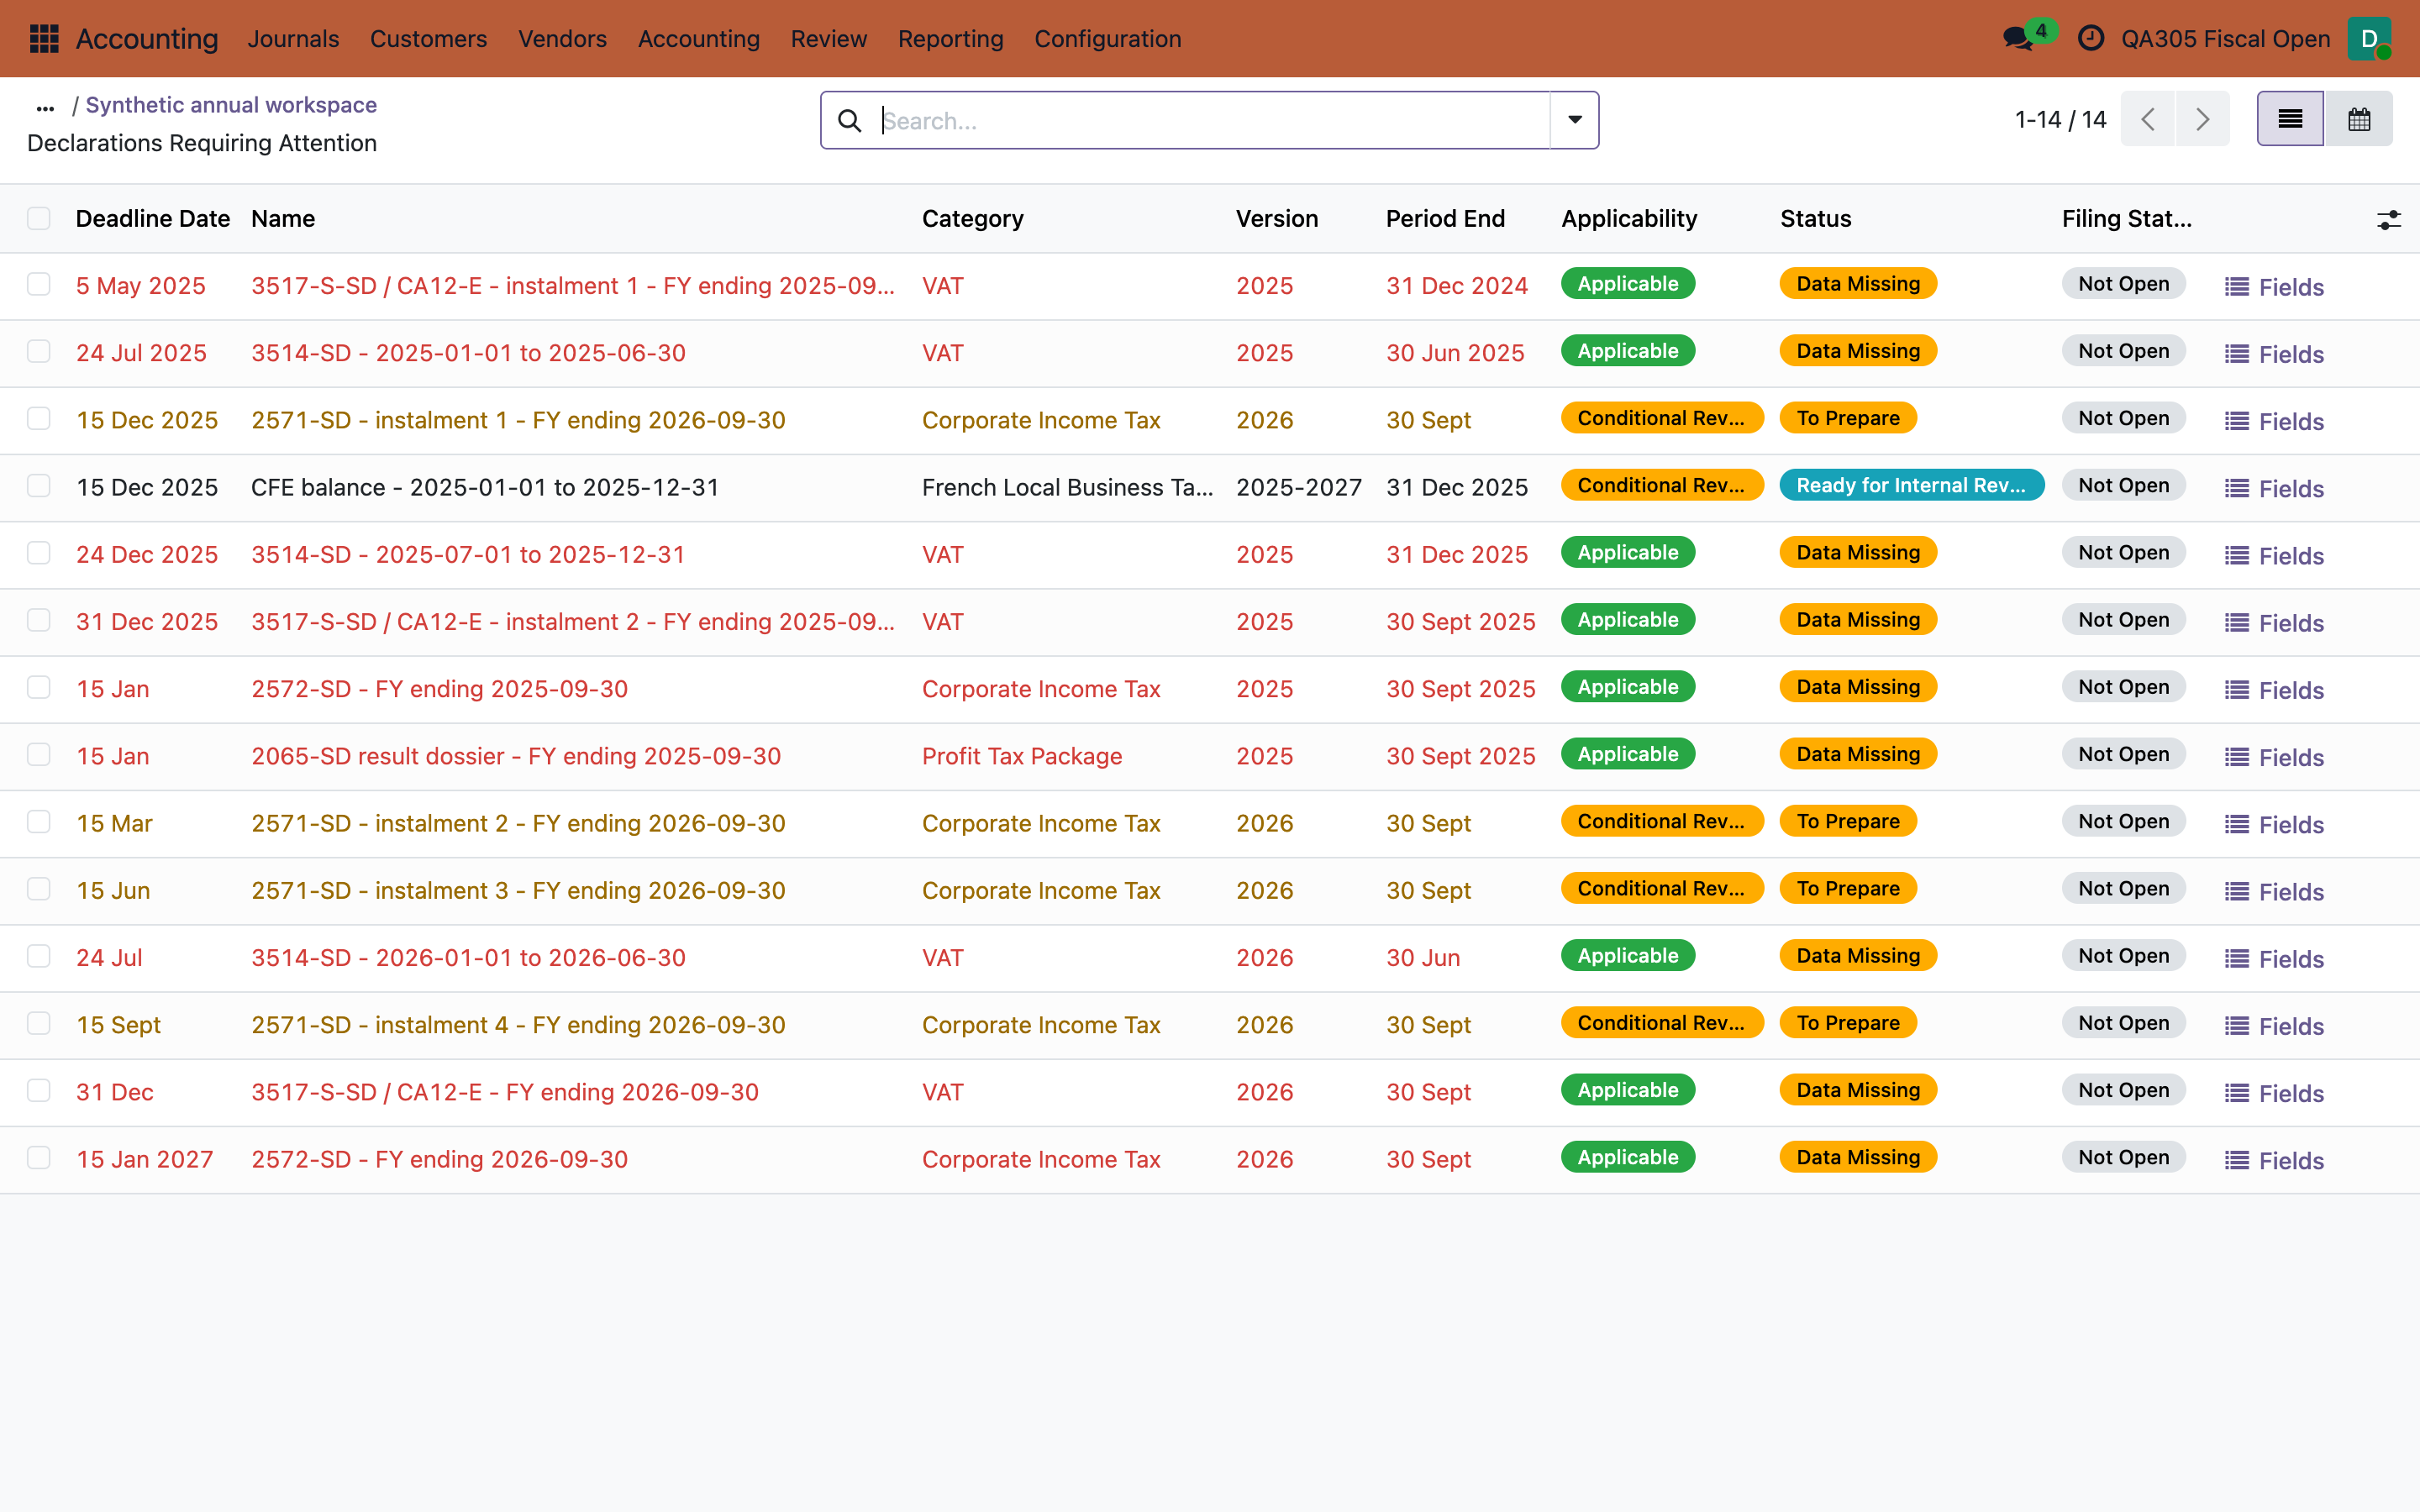 Accounting Journals Customers Vendors Accounting Review Reporting Configuration 4 QA305 Fiscal Open D
... / Synthetic annual workspace
Declarations Requiring Attention
Search...
1-14 / 14
Deadline Date Name Category Version Period End Applicability Status Filing Stat...
5 May 2025 3517-S-SD / CA12-E - instalment 1 - FY ending 2025-09... VAT 2025 31 Dec 2024 Applicable Data Missing Not Open Fields
24 Jul 2025 3514-SD - 2025-01-01 to 2025-06-30 VAT 2025 30 Jun 2025 Applicable Data Missing Not Open Fields
15 Dec 2025 2571-SD - instalment 1 - FY ending 2026-09-30 Corporate Income Tax 2026 30 Sept Conditional Rev... To Prepare Not Open Fields
15 Dec 2025 CFE balance - 2025-01-01 to 2025-12-31 French Local Business Ta... 2025-2027 31 Dec 2025 Conditional Rev... Ready for Internal Rev... Not Open Fields
24 Dec 2025 3514-SD - 2025-07-01 to 2025-12-31 VAT 2025 31 Dec 2025 Applicable Data Missing Not Open Fields
31 Dec 2025 3517-S-SD / CA12-E - instalment 2 - FY ending 2025-09... VAT 2025 30 Sept 2025 Applicable Data Missing Not Open Fields
15 Jan 2572-SD - FY ending 2025-09-30 Corporate Income Tax 2025 30 Sept 2025 Applicable Data Missing Not Open Fields
15 Jan 2065-SD result dossier - FY ending 2025-09-30 Profit Tax Package 2025 30 Sept 2025 Applicable Data Missing Not Open Fields
15 Mar 2571-SD - instalment 2 - FY ending 2026-09-30 Corporate Income Tax 2026 30 Sept Conditional Rev... To Prepare Not Open Fields
15 Jun 2571-SD - instalment 3 - FY ending 2026-09-30 Corporate Income Tax 2026 30 Sept Conditional Rev... To Prepare Not Open Fields
24 Jul 3514-SD - 2026-01-01 to 2026-06-30 VAT 2026 30 Jun Applicable Data Missing Not Open Fields
15 Sept 2571-SD - instalment 4 - FY ending 2026-09-30 Corporate Income Tax 2026 30 Sept Conditional Rev... To Prepare Not Open Fields
31 Dec 3517-S-SD / CA12-E - FY ending 2026-09-30 VAT 2026 30 Sept Applicable Data Missing Not Open Fields
15 Jan 2027 2572-SD - FY ending 2026-09-30 Corporate Income Tax 2026 30 Sept Applicable Data Missing Not Open Fields